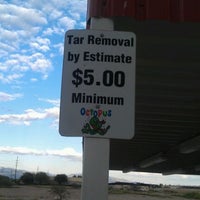 Tar Removal
by Estimate
$5.00
Minimum
OCTOPUS